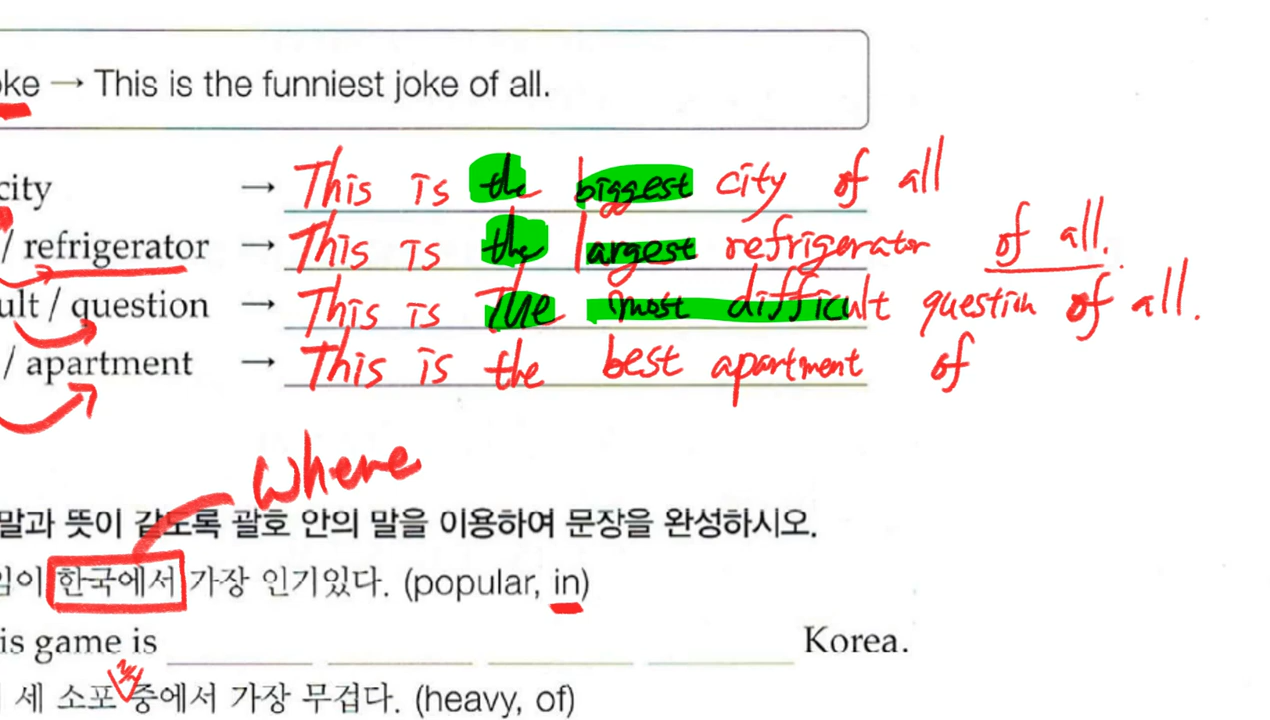 oke → This is the funniest joke of all.
city → This is the biggest city of all
/ refrigerator → This is the largest refrigerator of all.
ult / question → This is The most difficult question of all.
/ apartment → This is the best apartment of
where
말과 뜻이 같도록 괄호 안의 말을 이용하여 문장을 완성하시오.
임이 한국에서 가장 인기있다. (popular, in)
is game is Korea.
세 소포 중에서 가장 무겁다. (heavy, of)